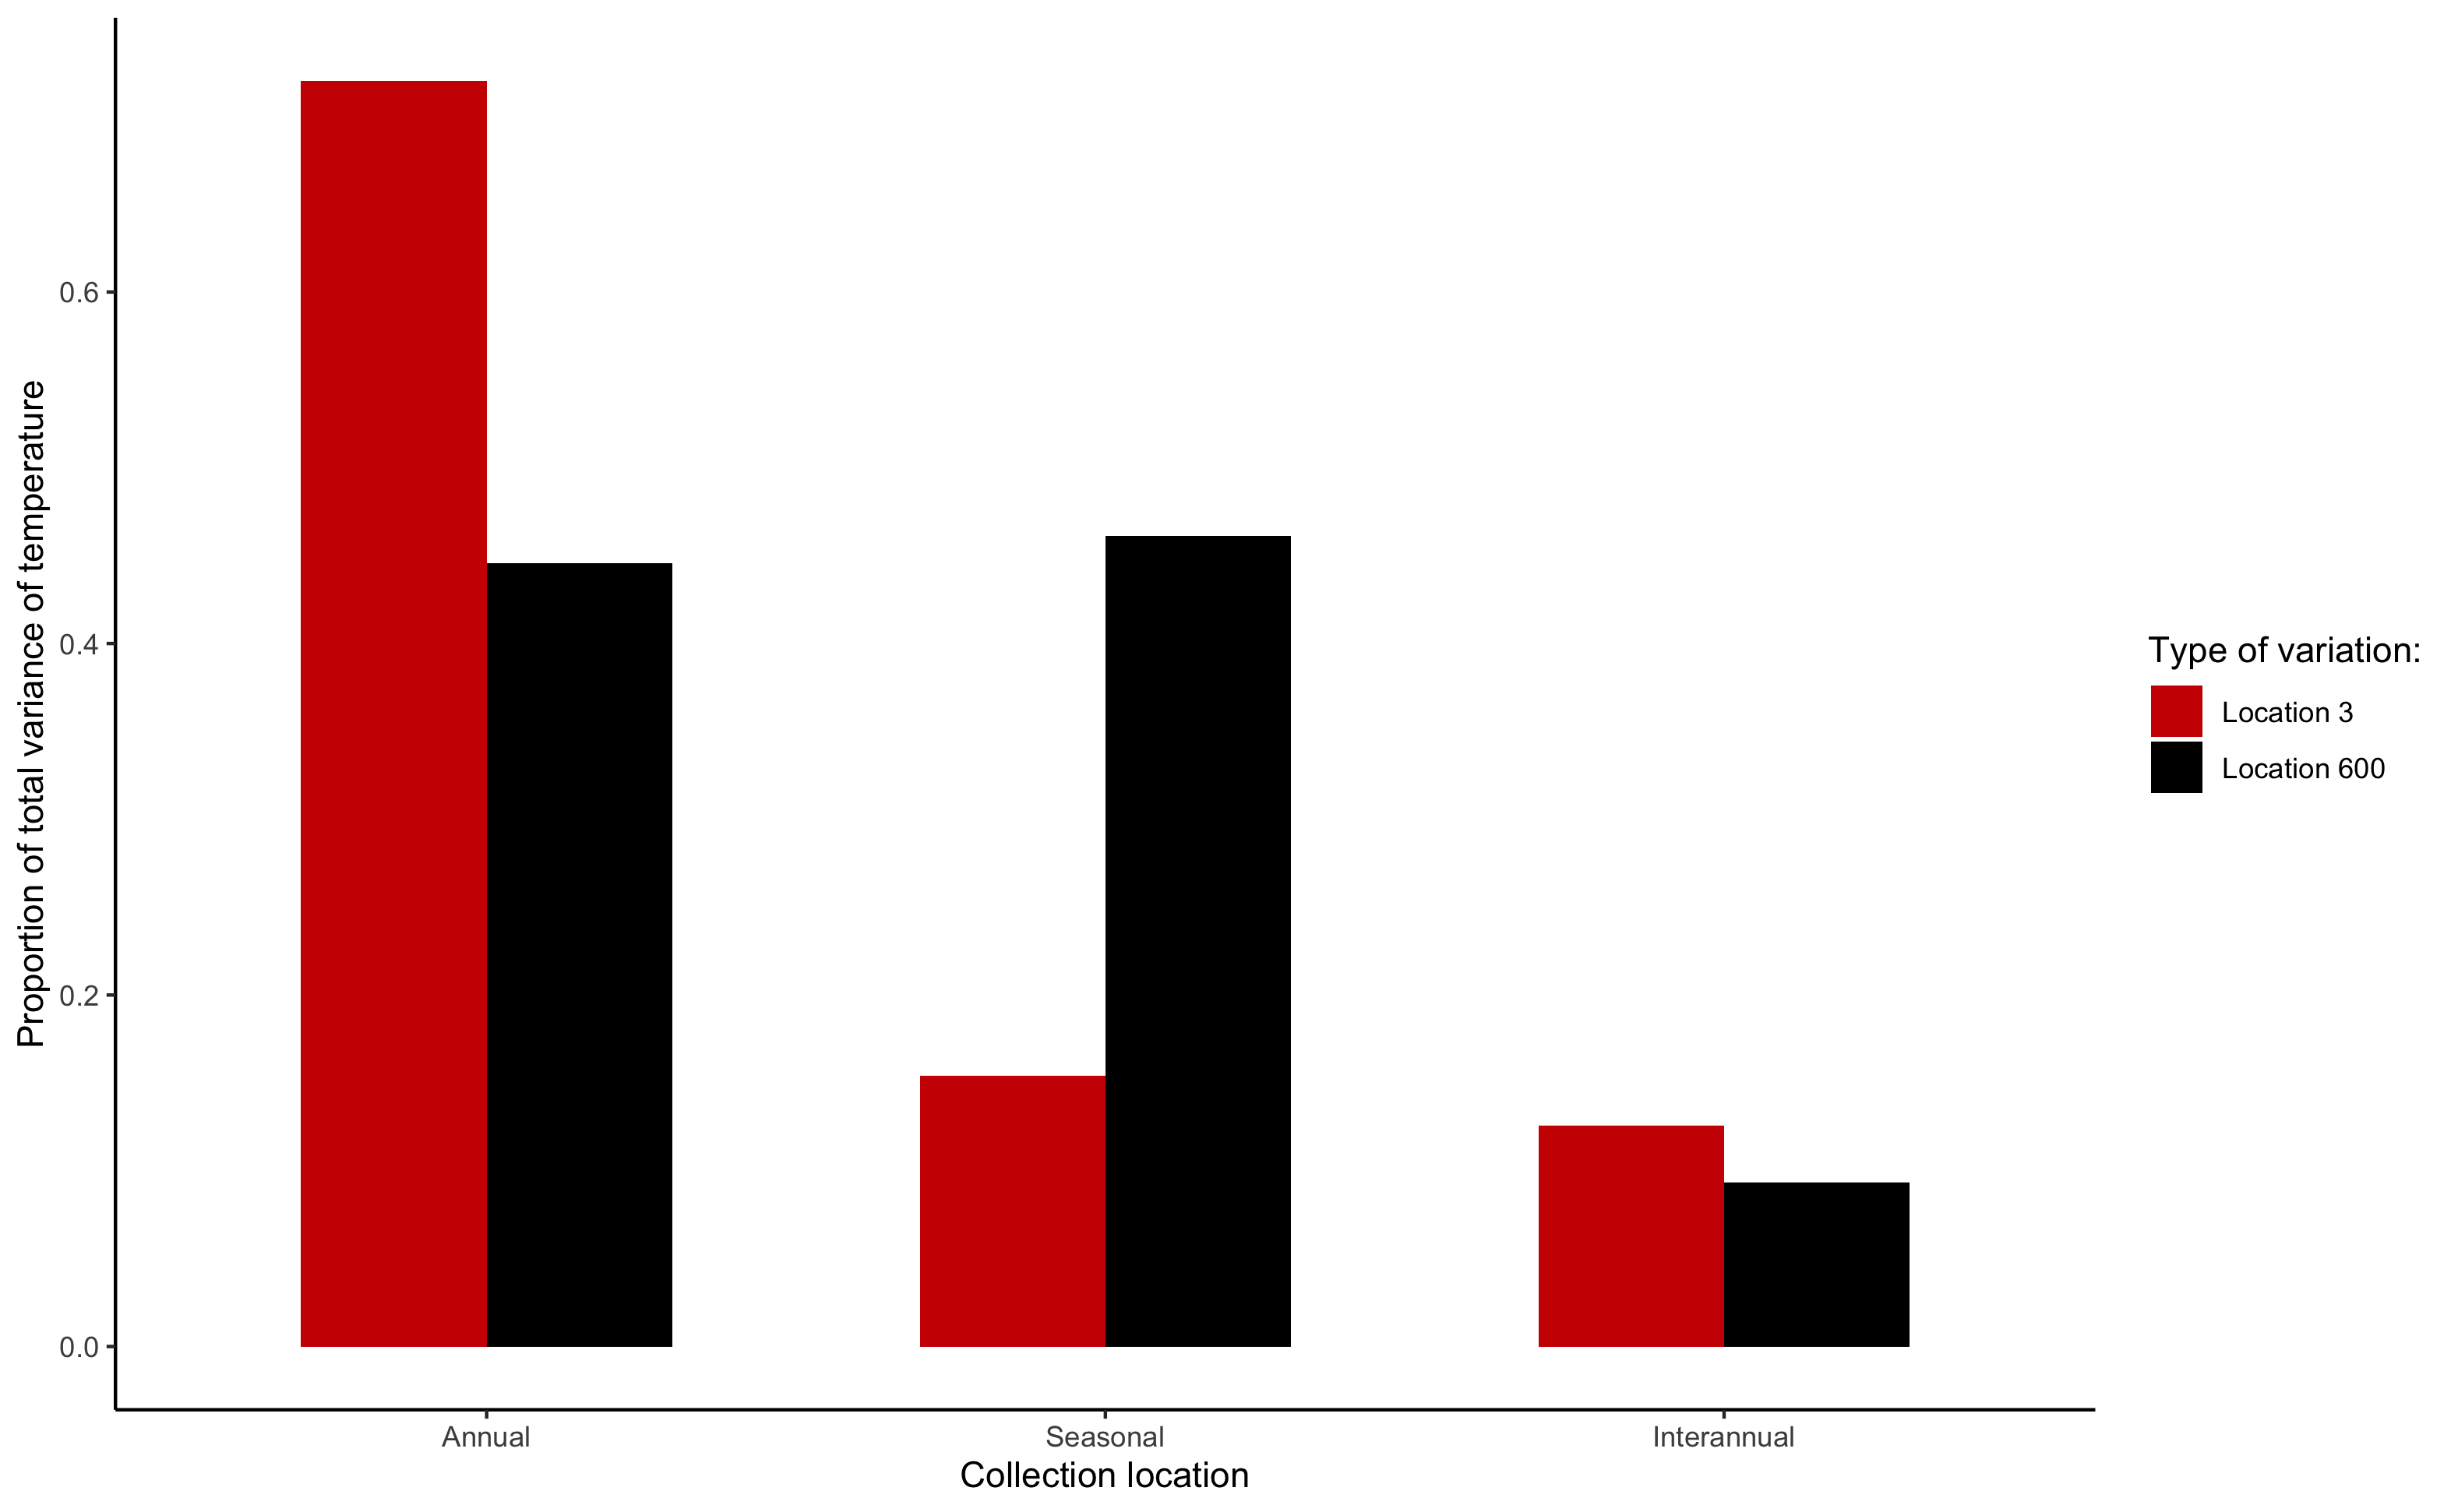 Proportion of total variance of temperature
0.6
0.4
0.2
0.0
Annual
Seasonal
Interannual
Collection location
Type of variation:
Location 3
Location 600